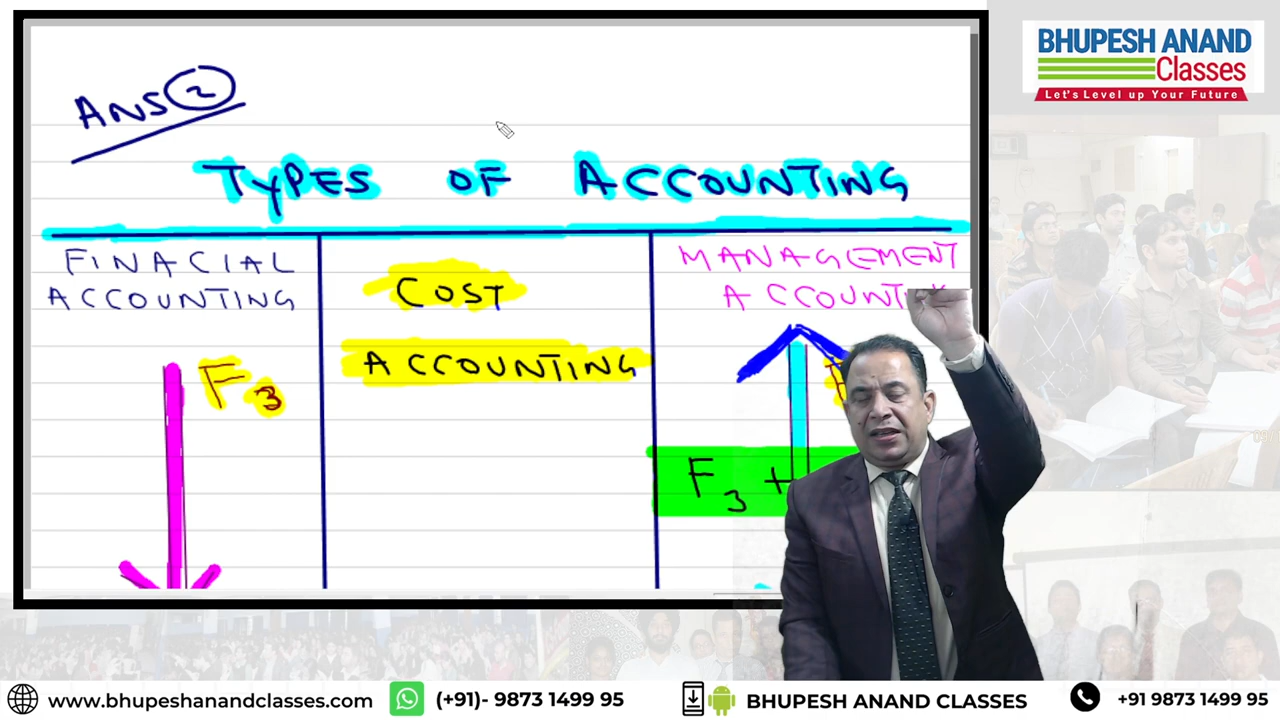 BHUPESH ANAND
Classes
Let's Level up Your Future
ANS 2
TYPES OF ACCOUNTING
FINACIAL
ACCOUNTING
COST
ACCOUNTING
MANAGEMENT
F3
F3 +
www.bhupeshanandclasses.com
(+91)- 9873 1499 95
BHUPESH ANAND CLASSES
+91 9873 1499 95